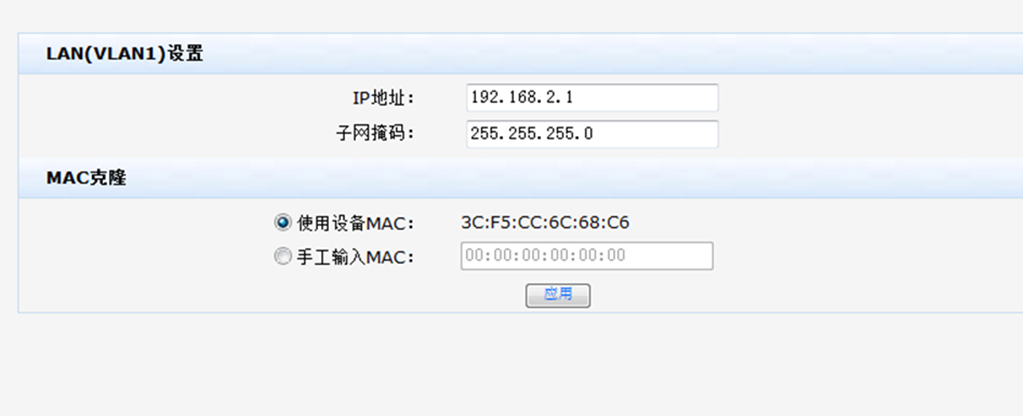 LAN(VLAN1)设置
IP地址： 192.168.2.1
子网掩码： 255.255.255.0
MAC克隆
使用设备MAC： 3C:F5:CC:6C:68:C6
手工输入MAC： 00:00:00:00:00:00
应用